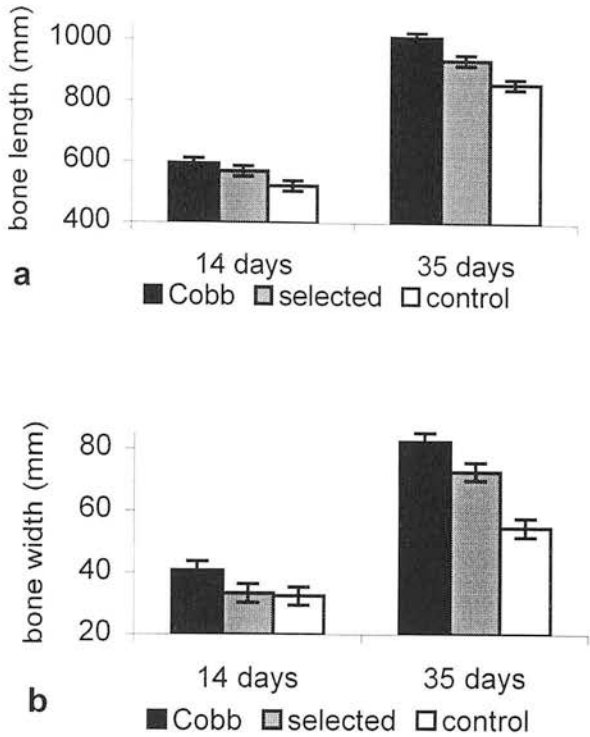 bone length (mm)
1000
800
600
400
14 days
35 days
a
Cobb selected control
bone width (mm)
80
60
40
20
14 days
35 days
b
Cobb selected control